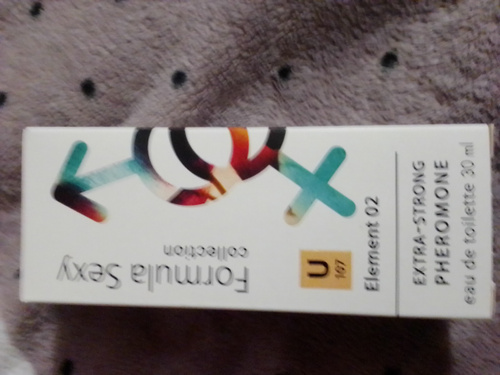 Formula Sexy
collection
U
107
Element 02
EXTRA-STRONG
PHEROMONE
eau de toilette 30 ml